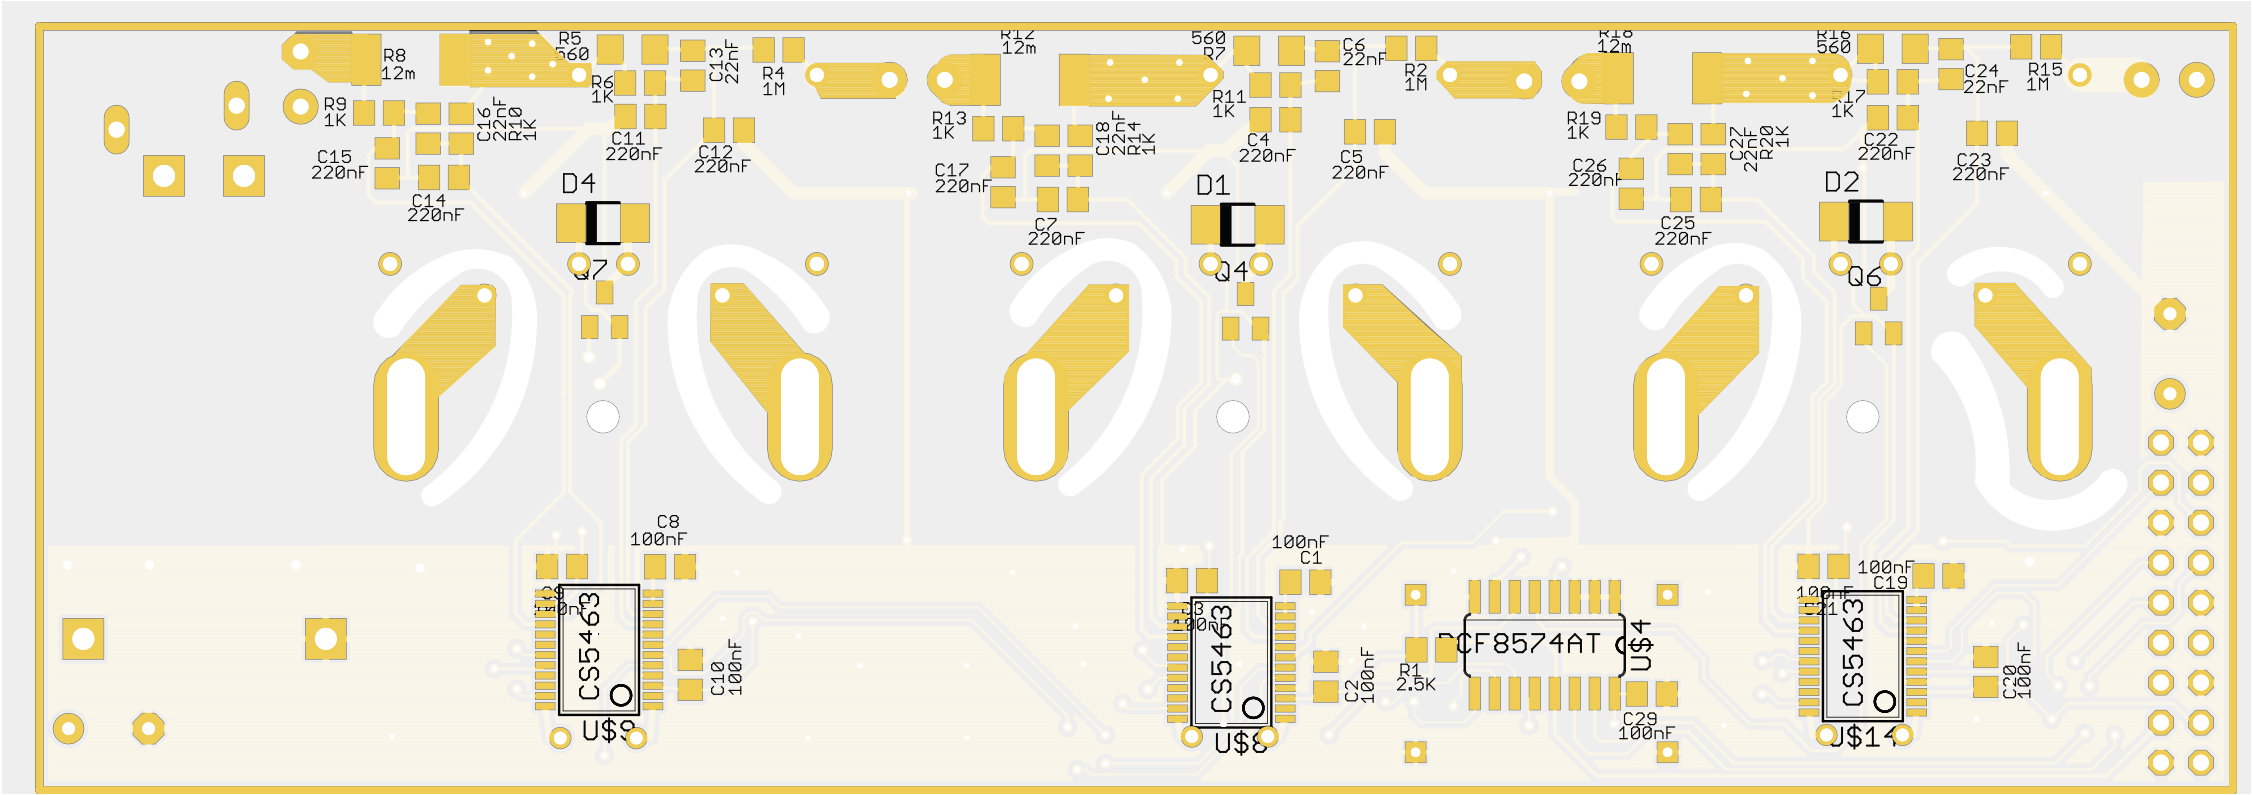 R8
12m
R5
560
C13
22nF
R4
1M
R6
1K
R9
1K
C16
22nF
R10
1K
C11
220nF
C12
220nF
C15
220nF
C14
220nF
D4
Q7
R12
12m
560
R7
C6
22nF
R2
1M
R11
1K
R13
1K
C18
22nF
R14
1K
C4
220nF
C5
220nF
C17
220nF
C7
220nF
D1
Q4
R18
12m
R16
560
C24
22nF
R15
1M
R17
1K
R19
1K
C27
22nF
R20
1K
C22
220nF
C23
220nF
C26
220nF
C25
220nF
D2
Q6
C8
100nF
CS5463
U$9
C10
100nF
100nF
C1
100nF
CS5463
U$8
C2
100nF
R1
2.5K
PCF8574AT
U$4
C29
100nF
100nF
C19
100nF
C21
CS5463
U$14
C20
100nF